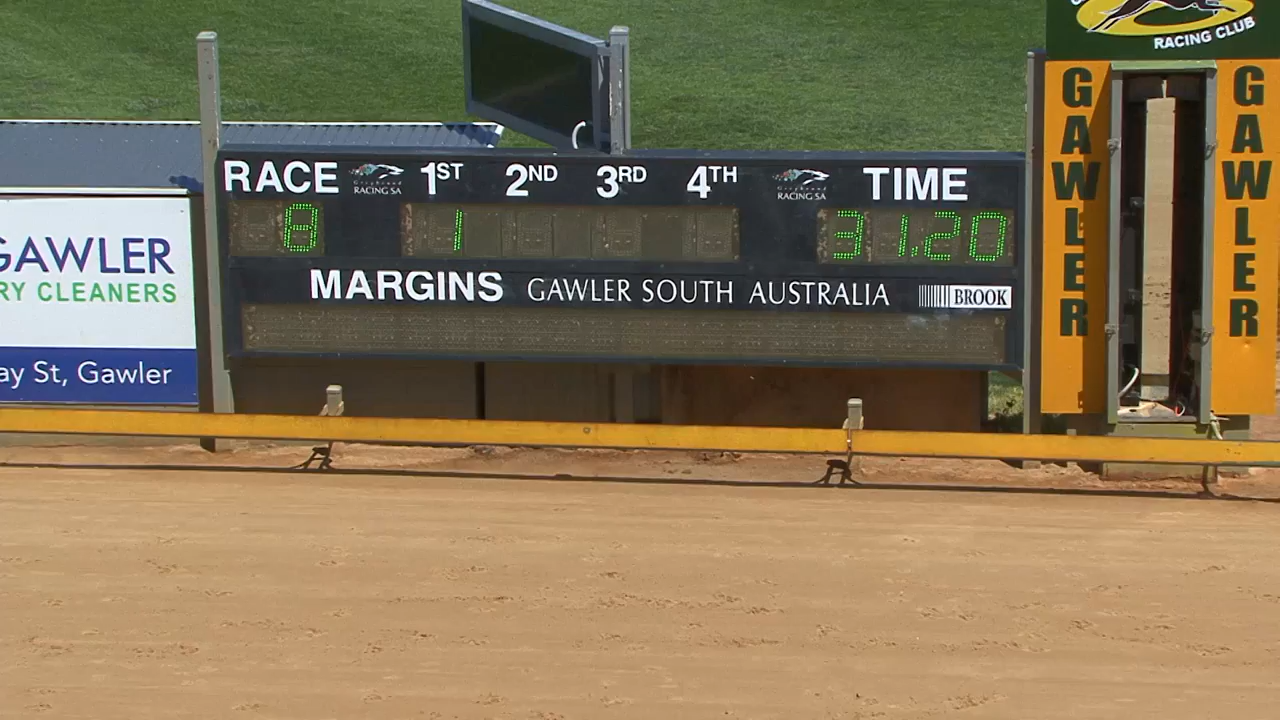 RACING CLUB
RACE Greyhound RACING SA 1ST 2ND 3RD 4TH Greyhound RACING SA TIME
8 1 31.20
MARGINS GAWLER SOUTH AUSTRALIA BROOK
GAWLER
RY CLEANERS
ay St, Gawler
GAWLER
GAWLER